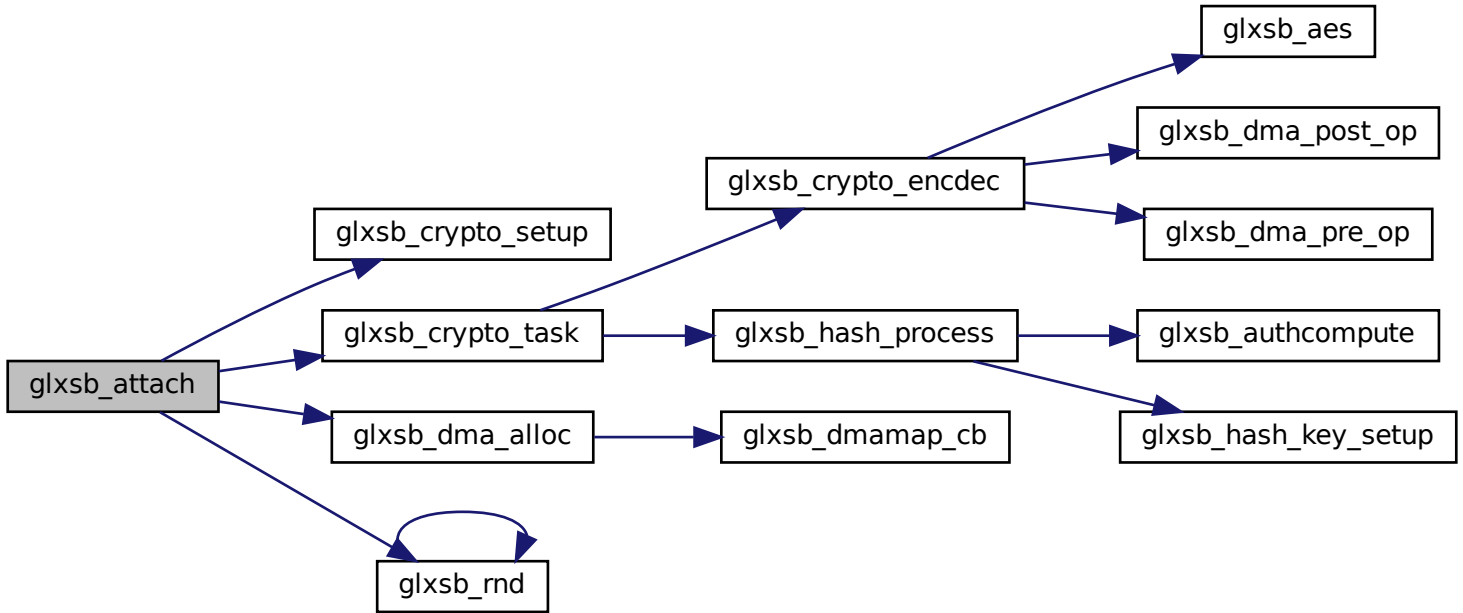 glxsb_aes
glxsb_dma_post_op
glxsb_crypto_encdec
glxsb_crypto_setup
glxsb_dma_pre_op
glxsb_crypto_task
glxsb_hash_process
glxsb_authcompute
glxsb_attach
glxsb_dma_alloc
glxsb_dmamap_cb
glxsb_hash_key_setup
glxsb_rnd